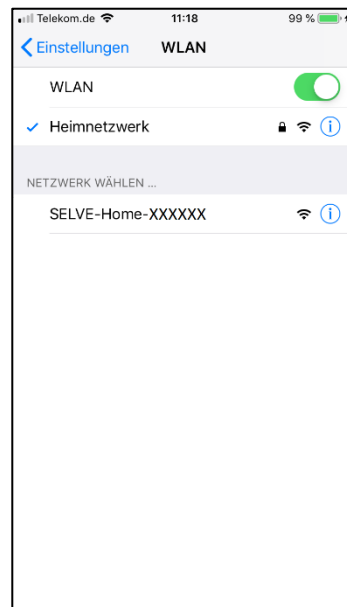 Telekom.de 11:18 99 %
Einstellungen WLAN
WLAN
Heimnetzwerk
NETZWERK WÄHLEN ...
SELVE-Home-XXXXXX